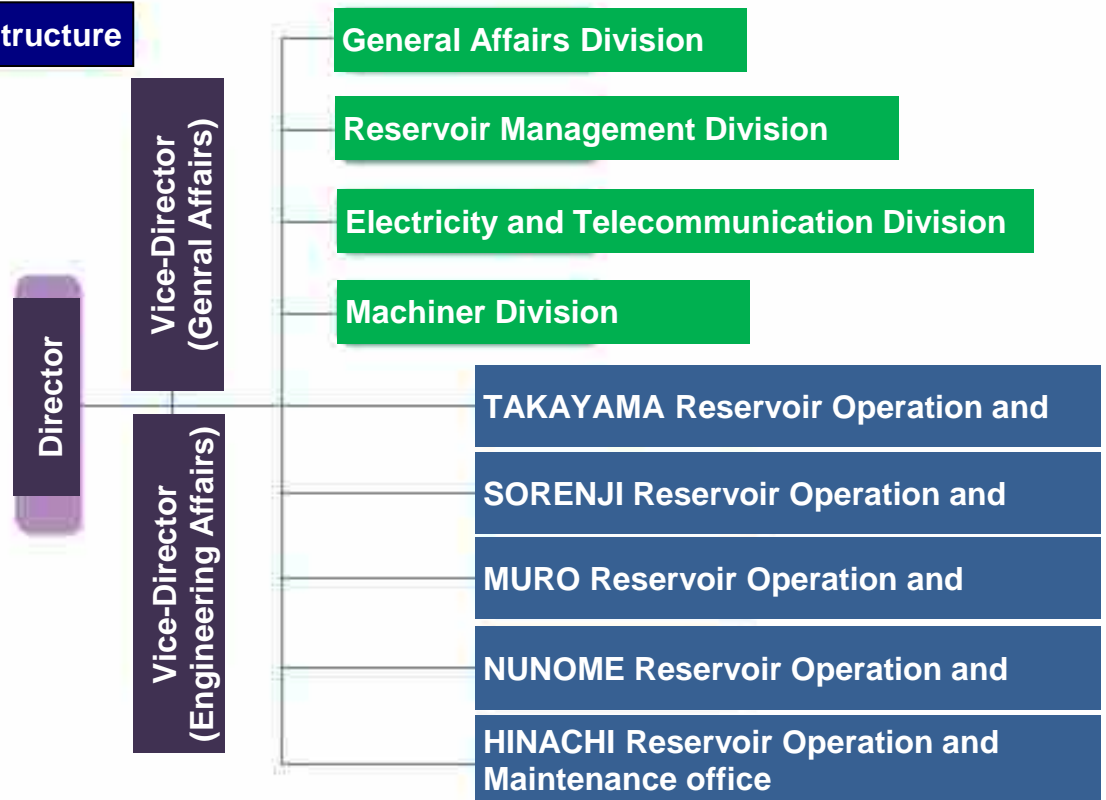 tructure
General Affairs Division
Reservoir Management Division
Electricity and Telecommunication Division
Machiner Division
Director
Vice-Director
(Genral Affairs)
Vice-Director
(Engineering Affairs)
TAKAYAMA Reservoir Operation and
SORENJI Reservoir Operation and
MURO Reservoir Operation and
NUNOME Reservoir Operation and
HINACHI Reservoir Operation and
Maintenance office